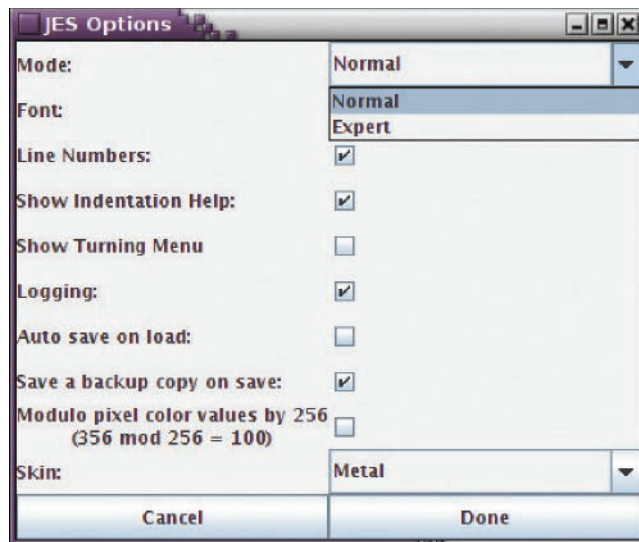 JES Options
Mode:
Normal
Normal
Expert
Font:
Line Numbers:
Show Indentation Help:
Show Turning Menu
Logging:
Auto save on load:
Save a backup copy on save:
Modulo pixel color values by 256
(356 mod 256 = 100)
Skin:
Metal
Cancel
Done